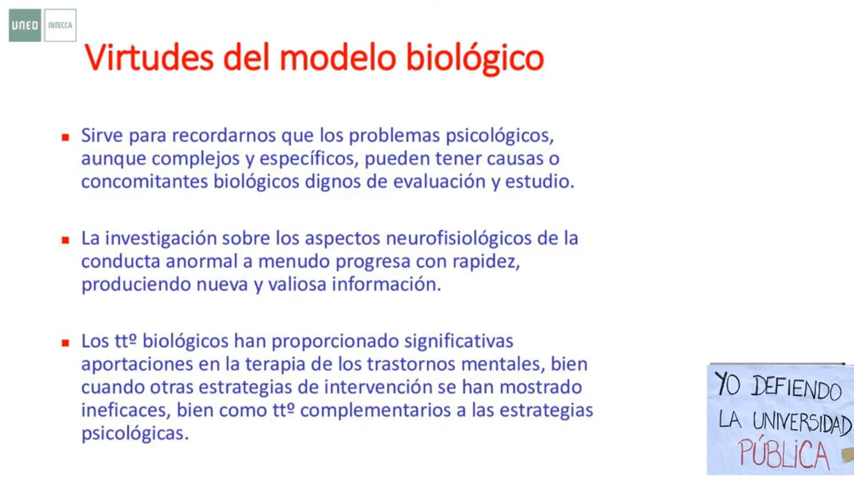 UNED
INTECCA
Virtudes del modelo biológico
Sirve para recordarnos que los problemas psicológicos,
aunque complejos y específicos, pueden tener causas o
concomitantes biológicos dignos de evaluación y estudio.
La investigación sobre los aspectos neurofisiológicos de la
conducta anormal a menudo progresa con rapidez,
produciendo nueva y valiosa información.
Los ttº biológicos han proporcionado significativas
aportaciones en la terapia de los trastornos mentales, bien
cuando otras estrategias de intervención se han mostrado
ineficaces, bien como ttº complementarios a las estrategias
psicológicas.
YO DEFIENDO
LA UNIVERSIDAD
PÚBLICA